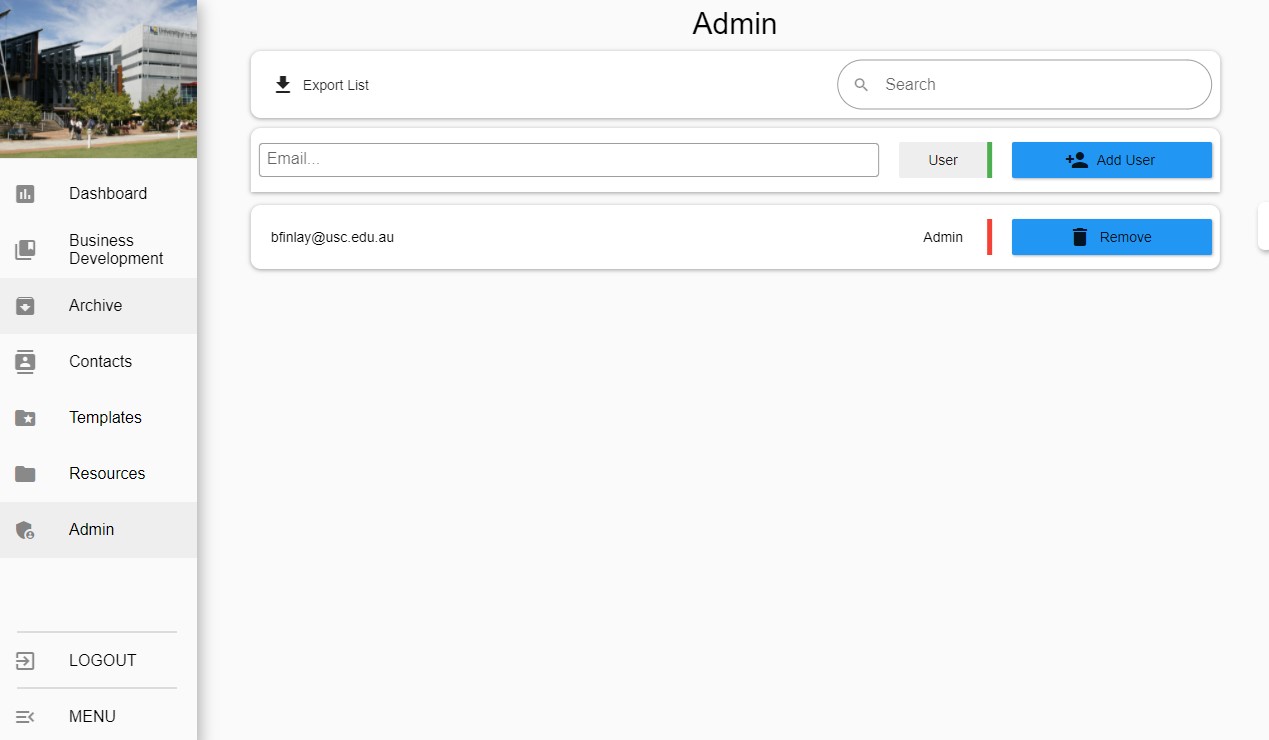 Admin
Export List
Search
Email...
User
Add User
bfinlay@usc.edu.au
Admin
Remove
Dashboard
Business
Development
Archive
Contacts
Templates
Resources
Admin
LOGOUT
MENU